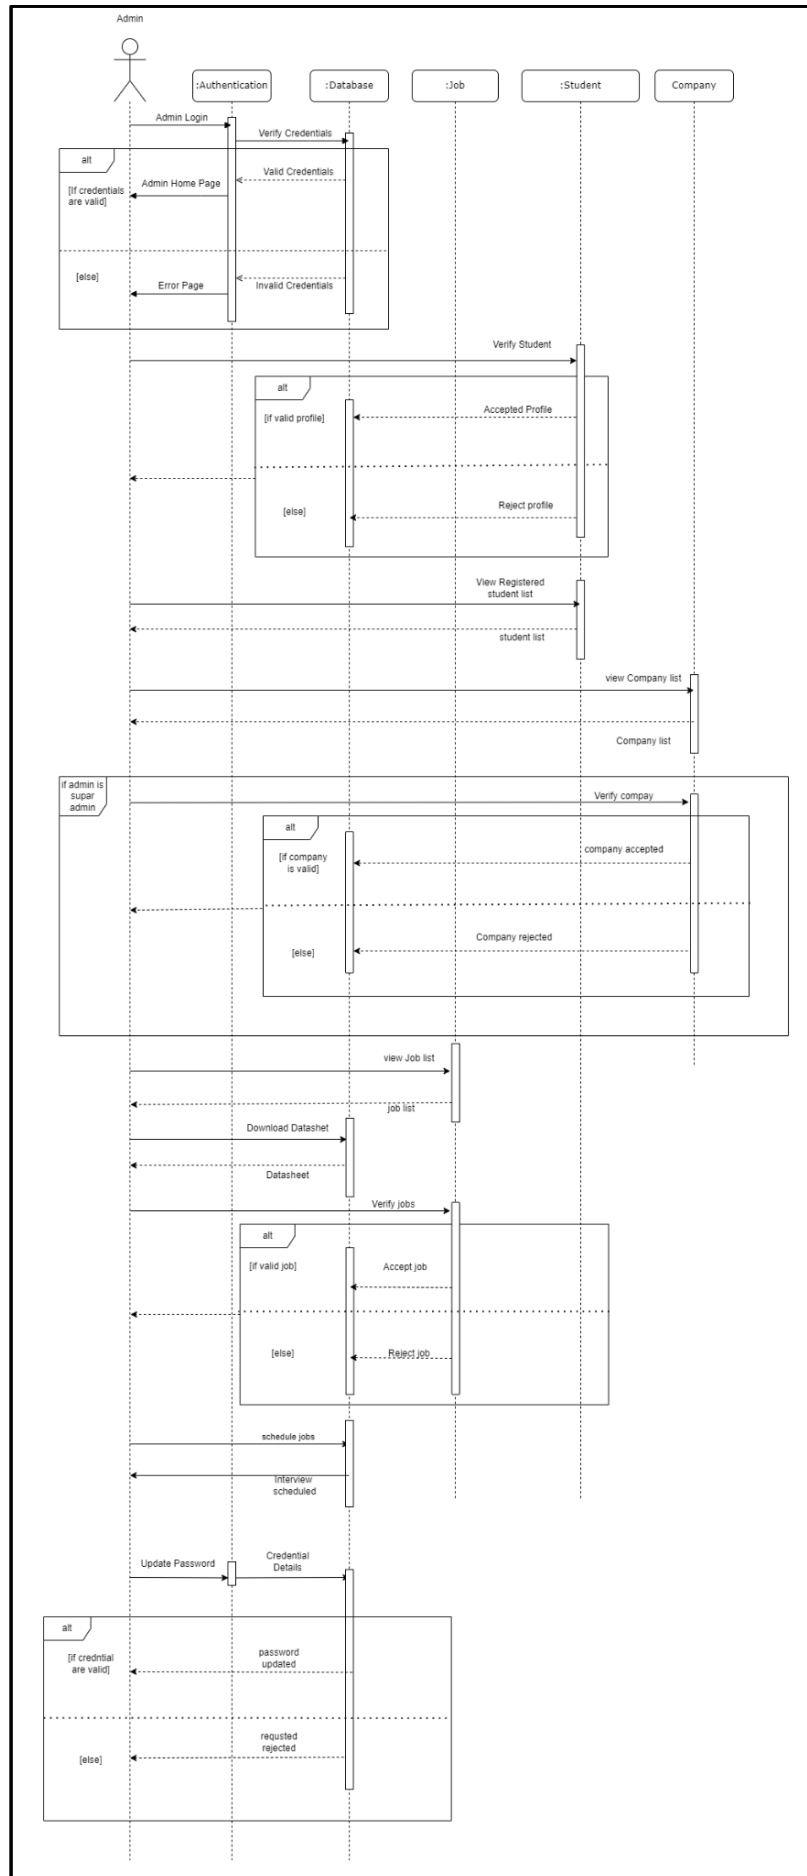 Admin
:Authentication
:Database
:Job
:Student
Company
Admin Login
Verify Credentials
alt
Valid Credentials
[If credentials
are valid]
Admin Home Page
[else]
Invalid Credentials
Error Page
Verify Student
alt
[if valid profile]
Accepted Profile
[else]
Reject profile
View Registered
student list
student list
view Company list
Company list
if admin is
supar
admin
Verify compay
alt
[if company
is valid]
company accepted
[else]
Company rejected
view Job list
job list
Download Datashet
Datasheet
Verify jobs
alt
[if valid job]
Accept job
[else]
Reject job
schedule jobs
Interview
scheduled
Update Password
Credential
Details
alt
[if credntial
are valid]
password
updated
[else]
requsted
rejected